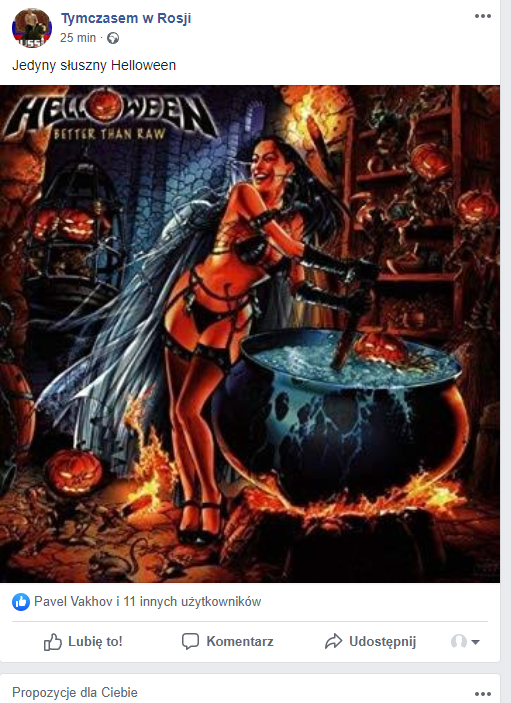 Tymczasem w Rosji
25 min ·
Jedyny słuszny Helloween
HELLOWEEN
BETTER THAN RAW
Pavel Vakhov i 11 innych użytkowników
Lubię to!
Komentarz
Udostępnij
Propozycje dla Ciebie